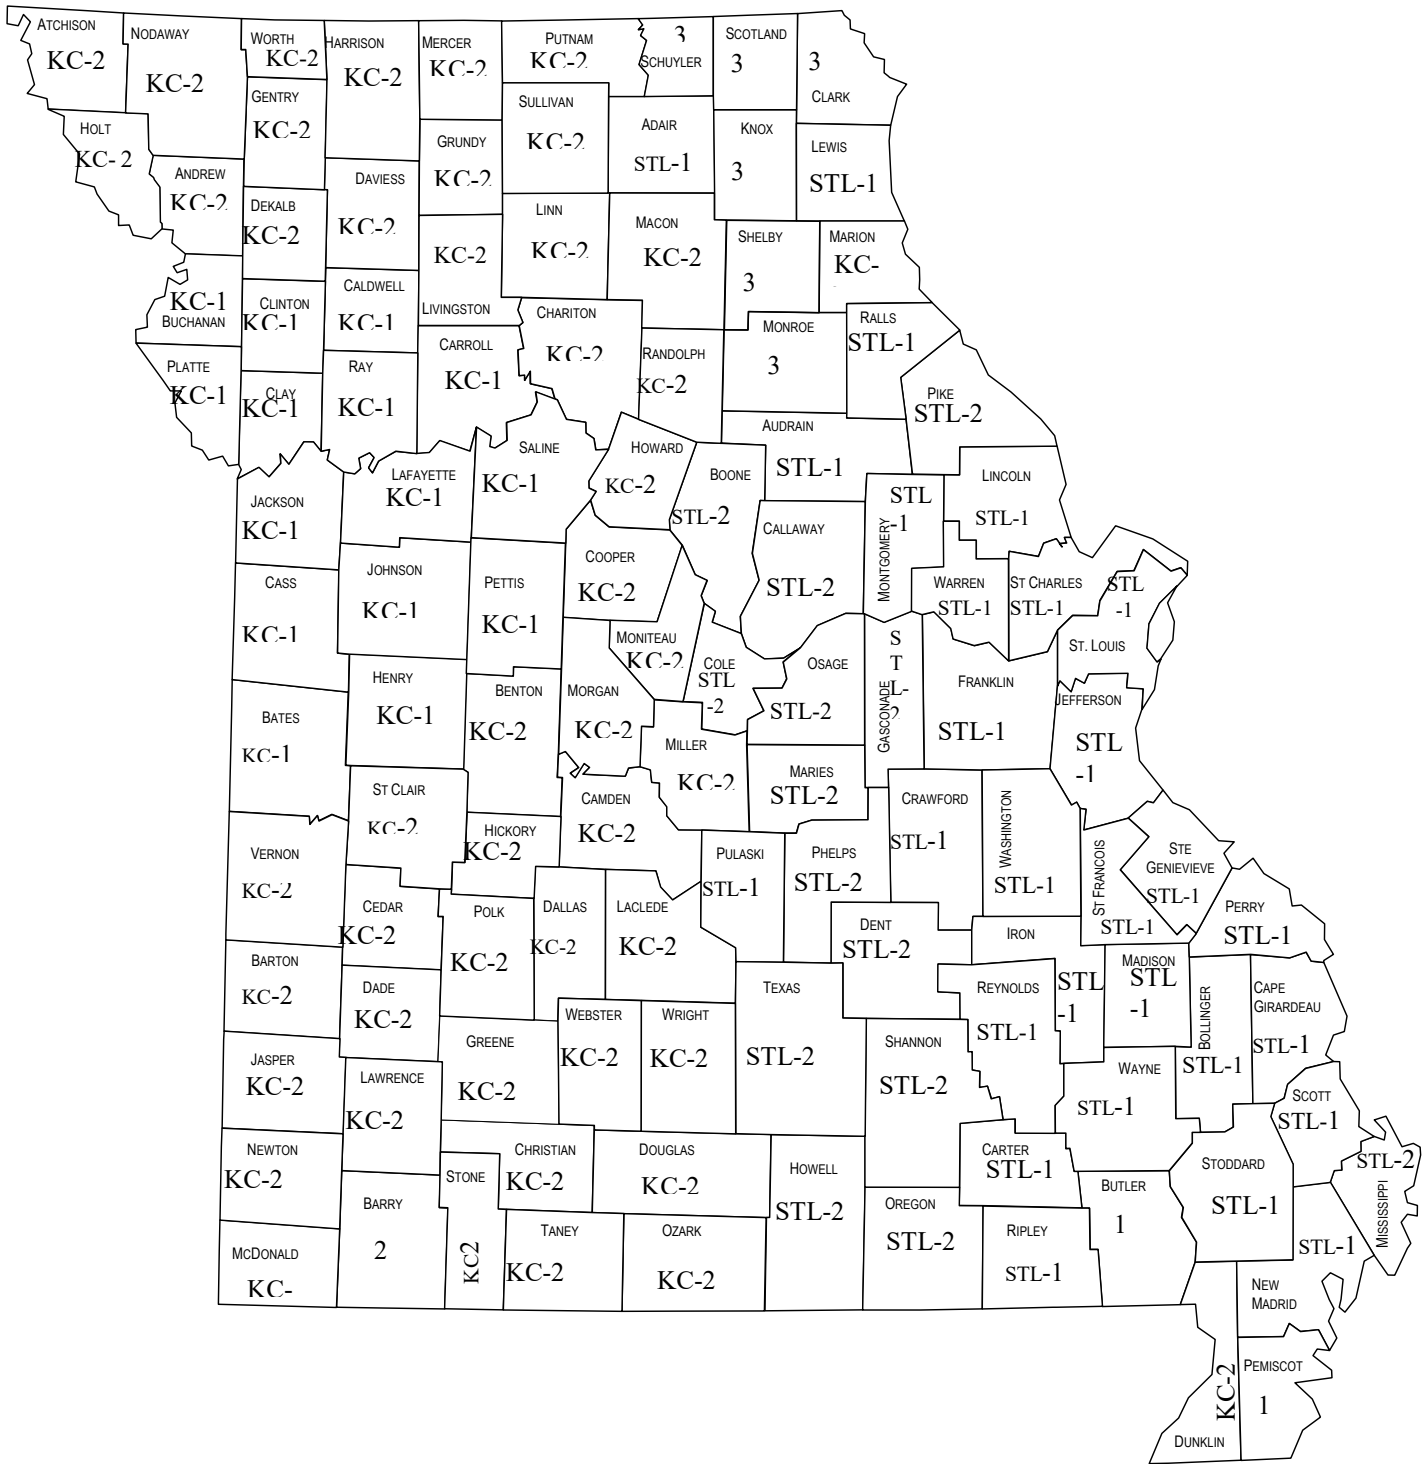 ATCHISON
KC-2
NODAWAY
KC-2
WORTH
KC-2
HARRISON
KC-2
MERCER
KC-2
PUTNAM
KC-2
3
SCHUYLER
SCOTLAND
3
3
CLARK
HOLT
KC-2
GENTRY
KC-2
SULLIVAN
KC-2
ADAIR
STL-1
KNOX
3
LEWIS
STL-1
ANDREW
KC-2
DEKALB
KC-2
DAVIESS
KC-2
GRUNDY
KC-2
LINN
KC-2
MACON
KC-2
SHELBY
3
MARION
KC-
KC-1
BUCHANAN
CLINTON
KC-1
CALDWELL
KC-1
KC-2
LIVINGSTON
CHARITON
KC-2
RANDOLPH
KC-2
MONROE
3
RALLS
STL-1
PLATTE
KC-1
CLAY
KC-1
RAY
KC-1
CARROLL
KC-1
PIKE
STL-2
AUDRAIN
STL-1
JACKSON
KC-1
LAFAYETTE
KC-1
SALINE
KC-1
HOWARD
KC-2
BOONE
STL-2
CALLAWAY
STL-2
MONTGOMERY
STL
-1
LINCOLN
STL-1
CASS
KC-1
JOHNSON
KC-1
PETTIS
KC-1
COOPER
KC-2
WARREN
STL-1
ST CHARLES
STL-1
STL
-1
ST. LOUIS
MONITEAU
KC-2
COLE
STL
-2
OSAGE
STL-2
GASCONADE
S
T
L-
2
FRANKLIN
STL-1
JEFFERSON
STL
-1
BATES
KC-1
HENRY
KC-1
BENTON
KC-2
MORGAN
KC-2
MILLER
KC-2
MARIES
STL-2
ST CLAIR
KC-2
HICKORY
KC-2
CAMDEN
KC-2
PULASKI
STL-1
PHELPS
STL-2
CRAWFORD
STL-1
WASHINGTON
STL-1
ST FRANCOIS
STL-1
STE
GENIEVIEVE
STL-1
PERRY
STL-1
VERNON
KC-2
CEDAR
KC-2
POLK
KC-2
DALLAS
KC-2
LACLEDE
KC-2
DENT
STL-2
IRON
STL
-1
MADISON
STL
-1
BOLLINGER
STL-1
CAPE
GIRARDEAU
STL-1
BARTON
KC-2
DADE
KC-2
GREENE
KC-2
WEBSTER
KC-2
WRIGHT
KC-2
TEXAS
STL-2
SHANNON
STL-2
REYNOLDS
STL-1
WAYNE
STL-1
SCOTT
STL-1
JASPER
KC-2
LAWRENCE
KC-2
NEWTON
KC-2
STONE
KC2
CHRISTIAN
KC-2
DOUGLAS
KC-2
HOWELL
STL-2
CARTER
STL-1
BUTLER
1
STODDARD
STL-1
STL-2
MISSISSIPPI
BARRY
2
TANEY
KC-2
OZARK
KC-2
OREGON
STL-2
RIPLEY
STL-1
STL-1
NEW
MADRID
MCDONALD
KC-
KC-2
DUNKLIN
PEMISCOT
1